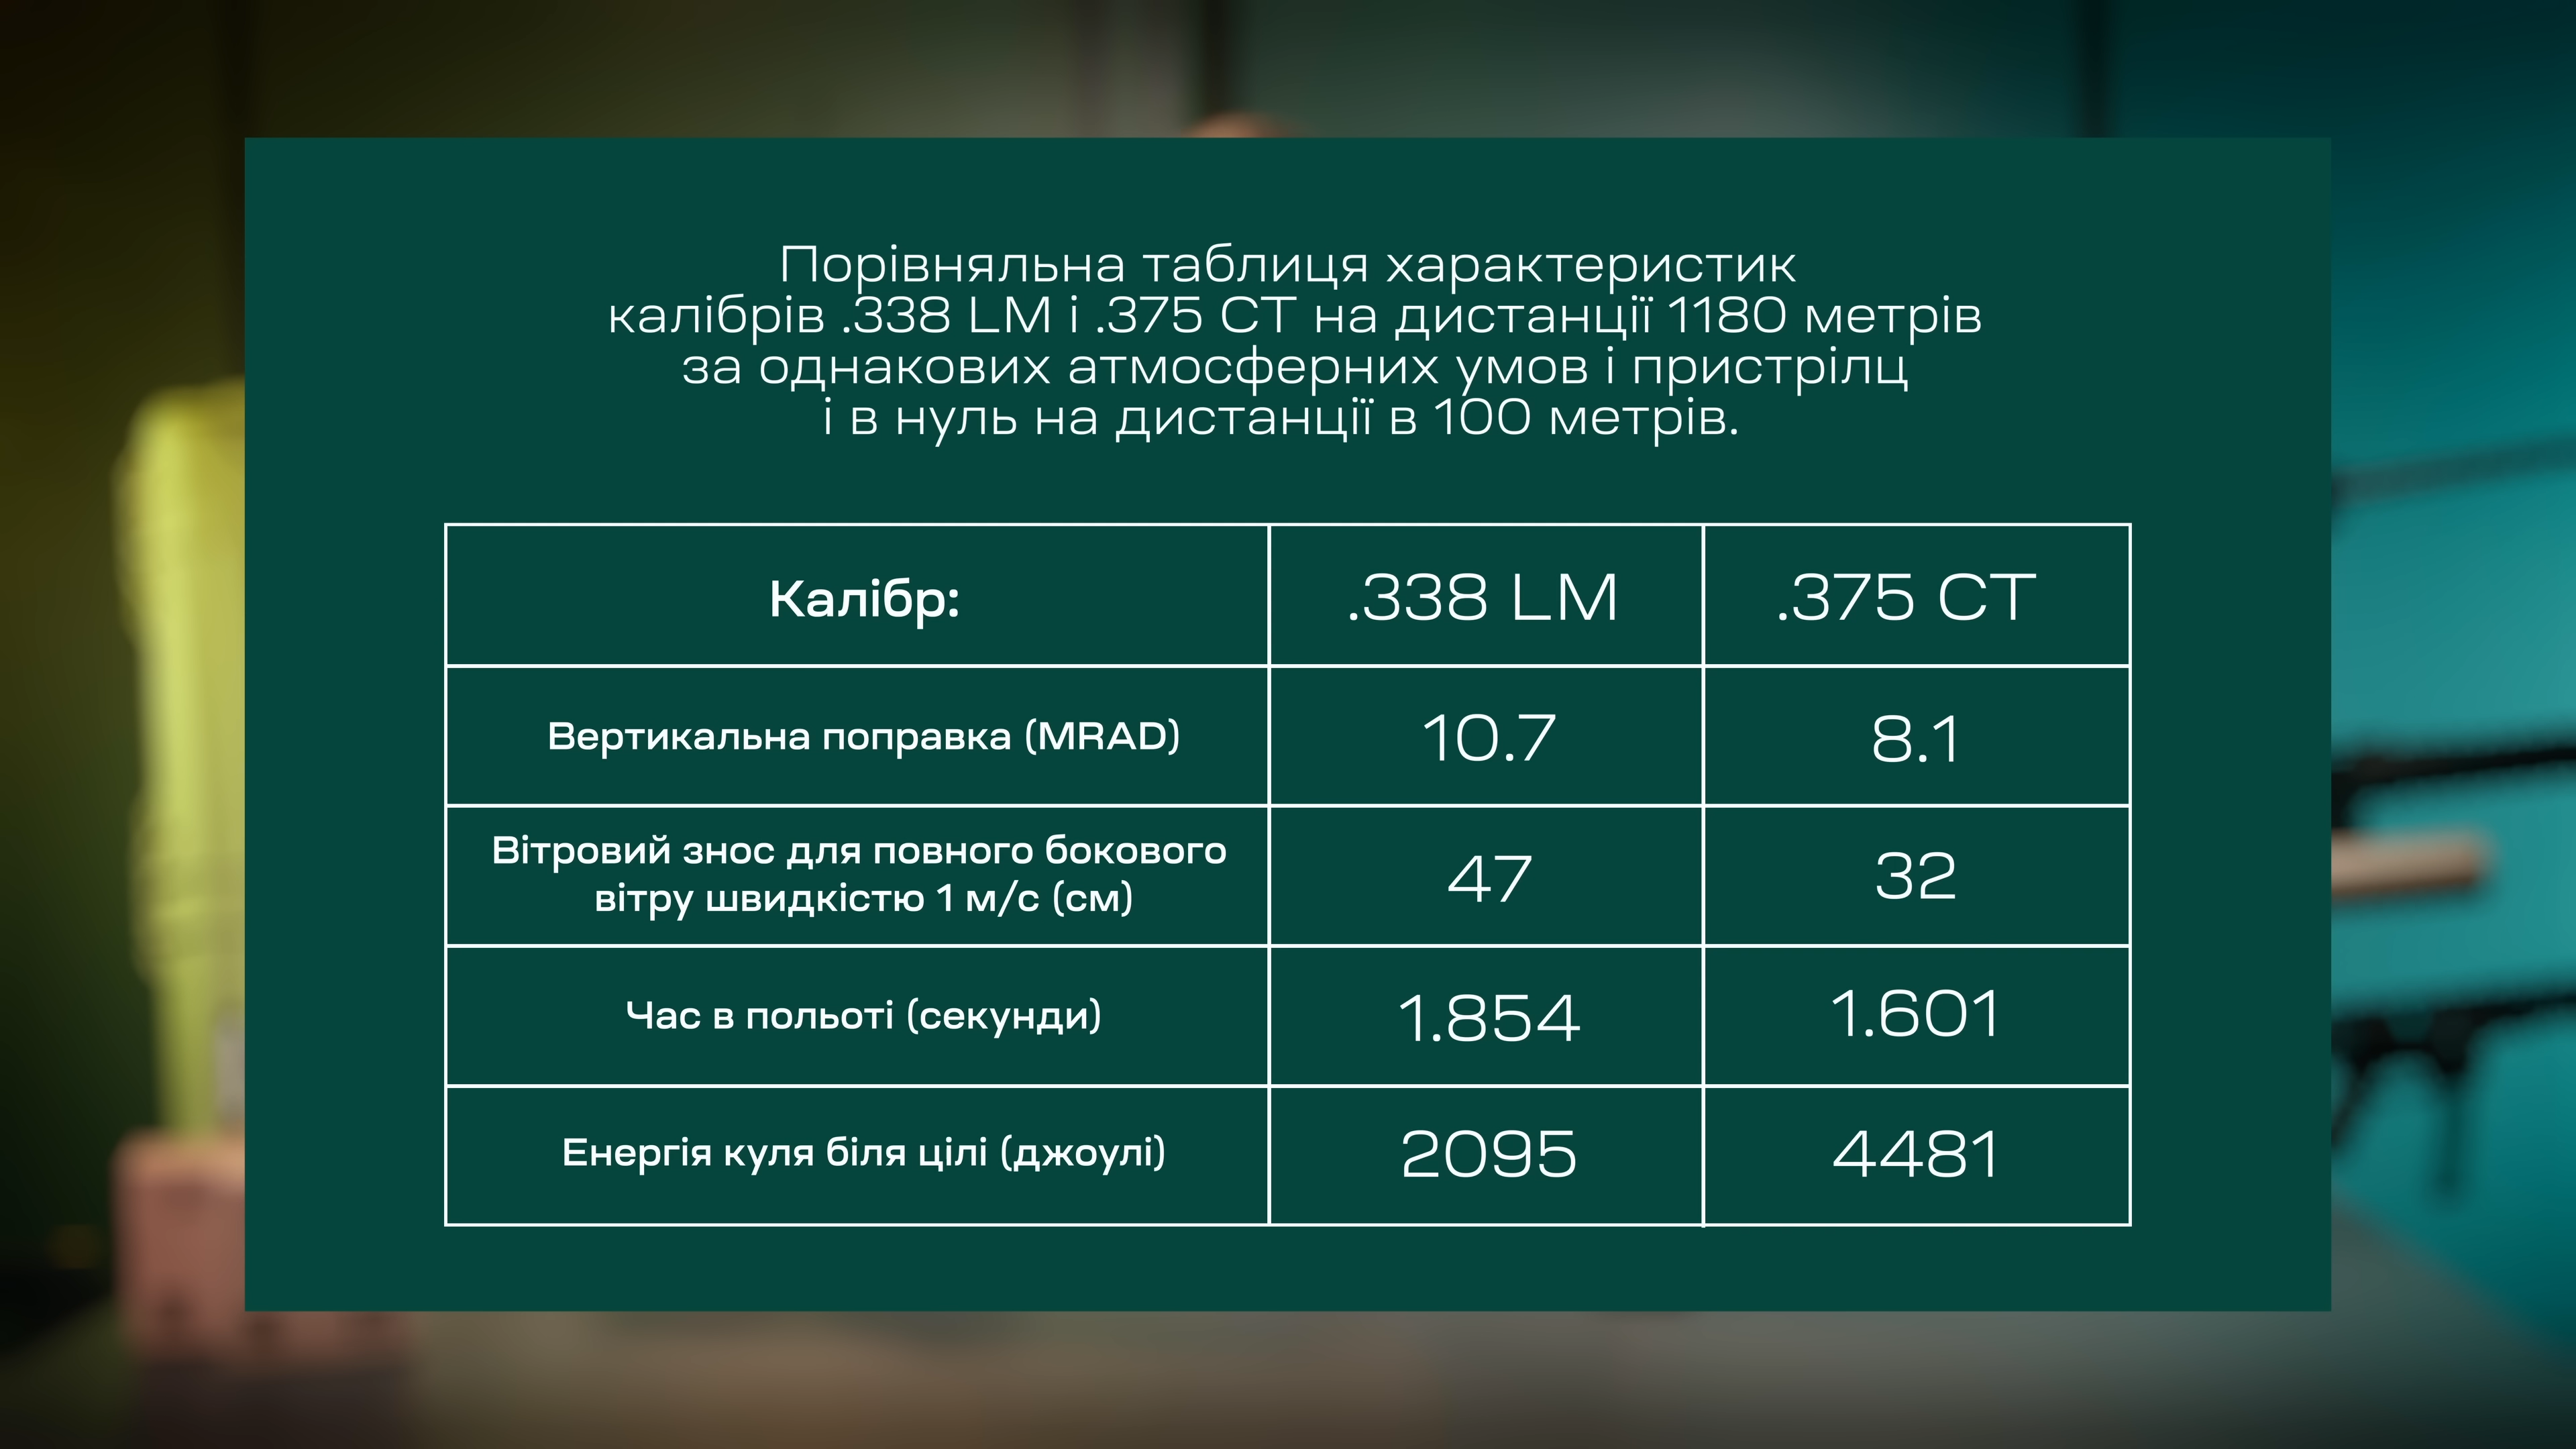 Порівняльна таблиця характеристик
калібрів .338 LM і .375 CT на дистанції 1180 метрів
за однакових атмосферних умов і пристрілц
і в нуль на дистанції в 100 метрів.
Калібр: .338 LM .375 CT
Вертикальна поправка (MRAD) 10.7 8.1
Вітровий знос для повного бокового
вітру швидкістю 1 м/с (см) 47 32
Час в польоті (секунди) 1.854 1.601
Енергія куля біля цілі (джоулі) 2095 4481